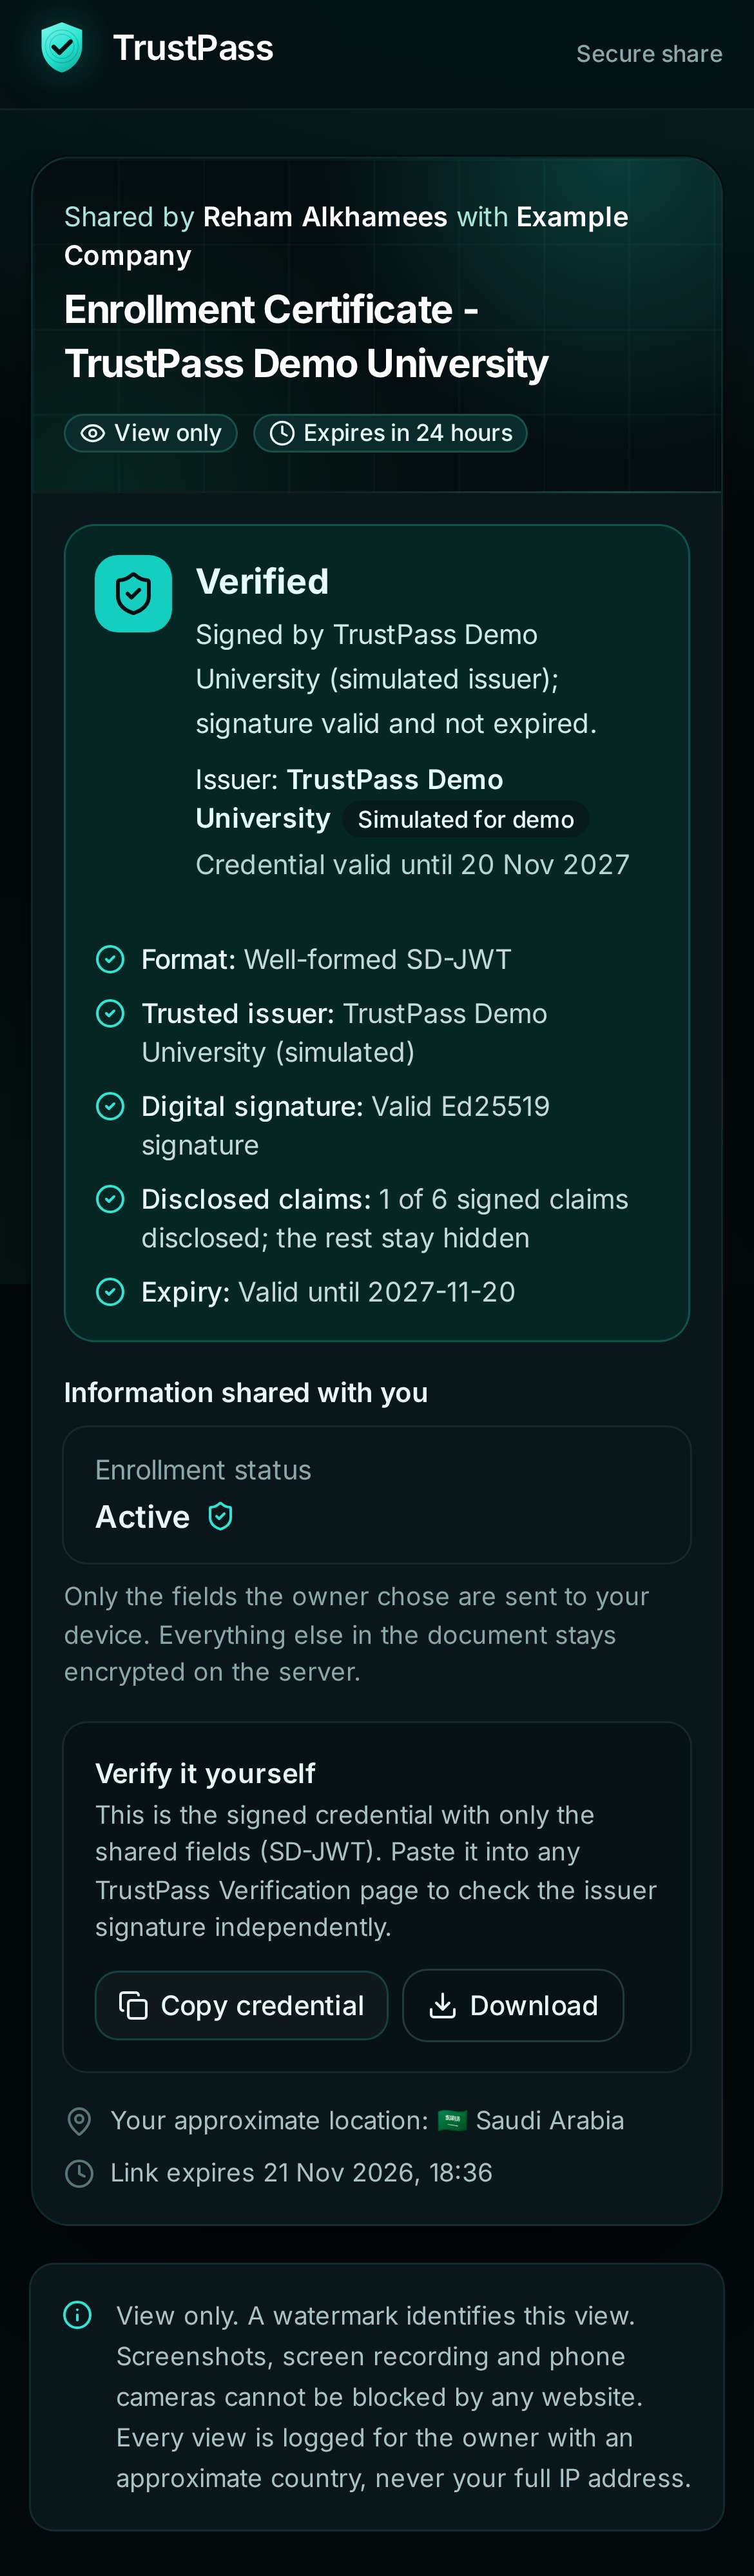 TrustPass
Secure share
Shared by Reham Alkhamees with Example
Company
Enrollment Certificate -
TrustPass Demo University
View only
Expires in 24 hours
Verified
Signed by TrustPass Demo
University (simulated issuer);
signature valid and not expired.
Issuer: TrustPass Demo
University Simulated for demo
Credential valid until 20 Nov 2027
Format: Well-formed SD-JWT
Trusted issuer: TrustPass Demo
University (simulated)
Digital signature: Valid Ed25519
signature
Disclosed claims: 1 of 6 signed claims
disclosed; the rest stay hidden
Expiry: Valid until 2027-11-20
Information shared with you
Enrollment status
Active
Only the fields the owner chose are sent to your
device. Everything else in the document stays
encrypted on the server.
Verify it yourself
This is the signed credential with only the
shared fields (SD-JWT). Paste it into any
TrustPass Verification page to check the issuer
signature independently.
Copy credential
Download
Your approximate location: 🇸🇦 Saudi Arabia
Link expires 21 Nov 2026, 18:36
View only. A watermark identifies this view.
Screenshots, screen recording and phone
cameras cannot be blocked by any website.
Every view is logged for the owner with an
approximate country, never your full IP address.